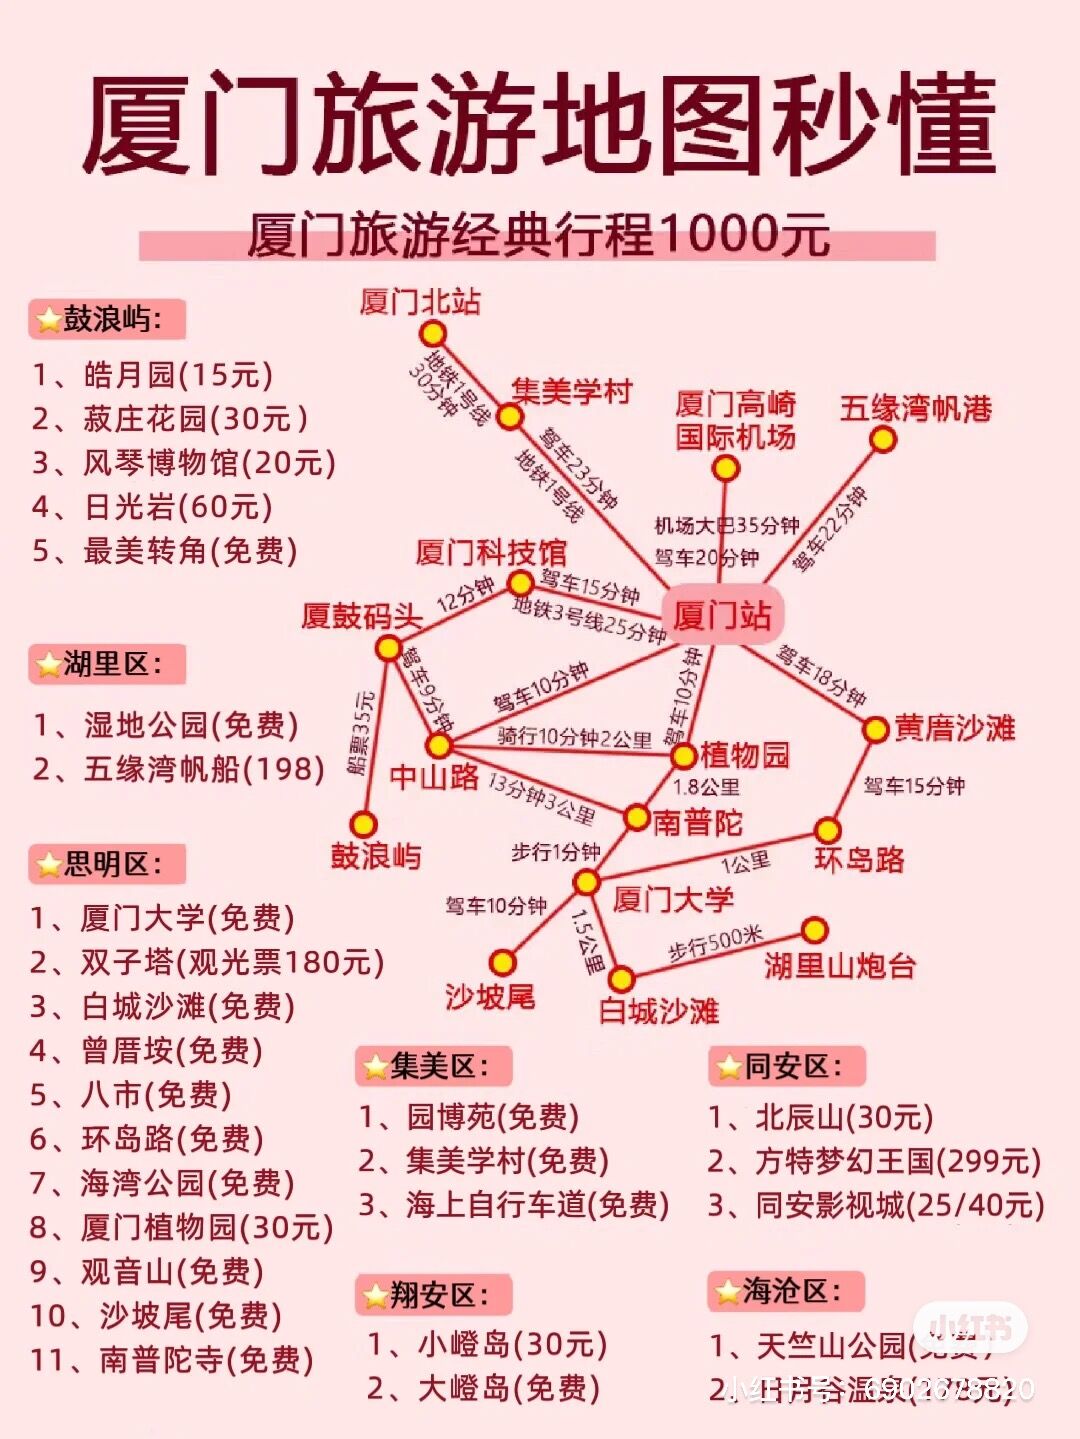 厦门旅游地图秒懂
厦门旅游经典行程1000元
鼓浪屿:
1、皓月园(15元)
2、菽庄花园(30元)
3、风琴博物馆(20元)
4、日光岩(60元)
5、最美转角(免费)
湖里区:
1、湿地公园(免费)
2、五缘湾帆船(198)
思明区:
1、厦门大学(免费)
2、双子塔(观光票180元)
3、白城沙滩(免费)
4、曾厝垵(免费)
5、八市(免费)
6、环岛路(免费)
7、海湾公园(免费)
8、厦门植物园(30元)
9、观音山(免费)
10、沙坡尾(免费)
11、南普陀寺(免费)
厦门北站
地铁1号线
30分钟
集美学村
驾车23分钟
地铁1号线
厦门高崎
国际机场
机场大巴35分钟
驾车20分钟
五缘湾帆港
驾车22分钟
厦门科技馆
驾车15分钟
地铁3号线25分钟
厦门站
12分钟
厦鼓码头
驾车9分钟
船票35元
驾车10分钟
驾车10分钟
驾车18分钟
骑行10分钟2公里
中山路
植物园
黄厝沙滩
13分钟3公里
1.8公里
驾车15分钟
南普陀
鼓浪屿
步行1分钟
1公里
环岛路
厦门大学
驾车10分钟
1.5公里
步行500米
湖里山炮台
沙坡尾
白城沙滩
集美区:
1、园博苑(免费)
2、集美学村(免费)
3、海上自行车道(免费)
同安区:
1、北辰山(30元)
2、方特梦幻王国(299元)
3、同安影视城(25/40元)
翔安区:
1、小嶝岛(30元)
2、大嶝岛(免费)
海沧区:
1、天竺山公园(免费)
2、日月谷温泉(278元)
小红书
小红书号:6902678820